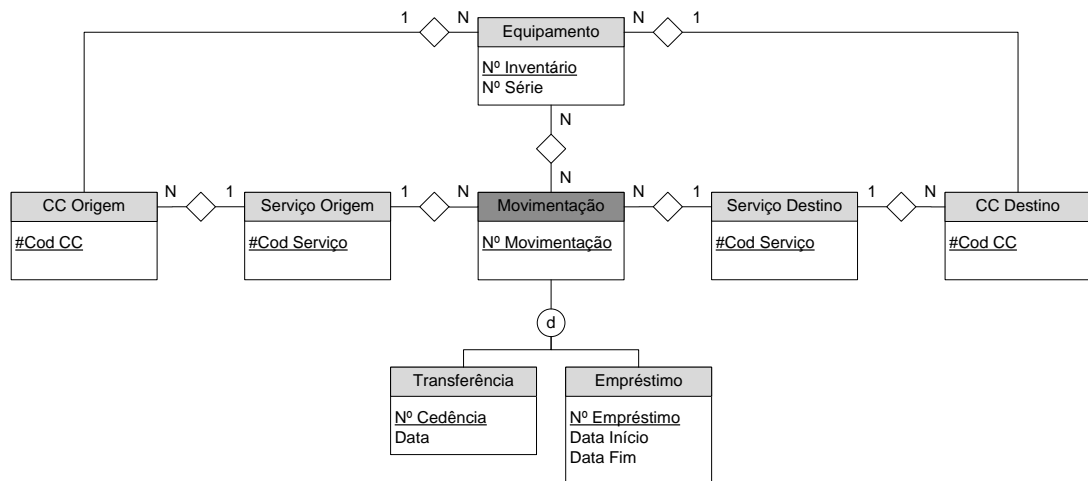 1 N Equipamento N 1
Nº Inventário
Nº Série
N
N
CC Origem N 1 Serviço Origem 1 N Movimentação N 1 Serviço Destino 1 N CC Destino
#Cod CC #Cod Serviço Nº Movimentação #Cod Serviço #Cod CC
d
Transferência Empréstimo
Nº Cedência Nº Empréstimo
Data Data Início
Data Fim